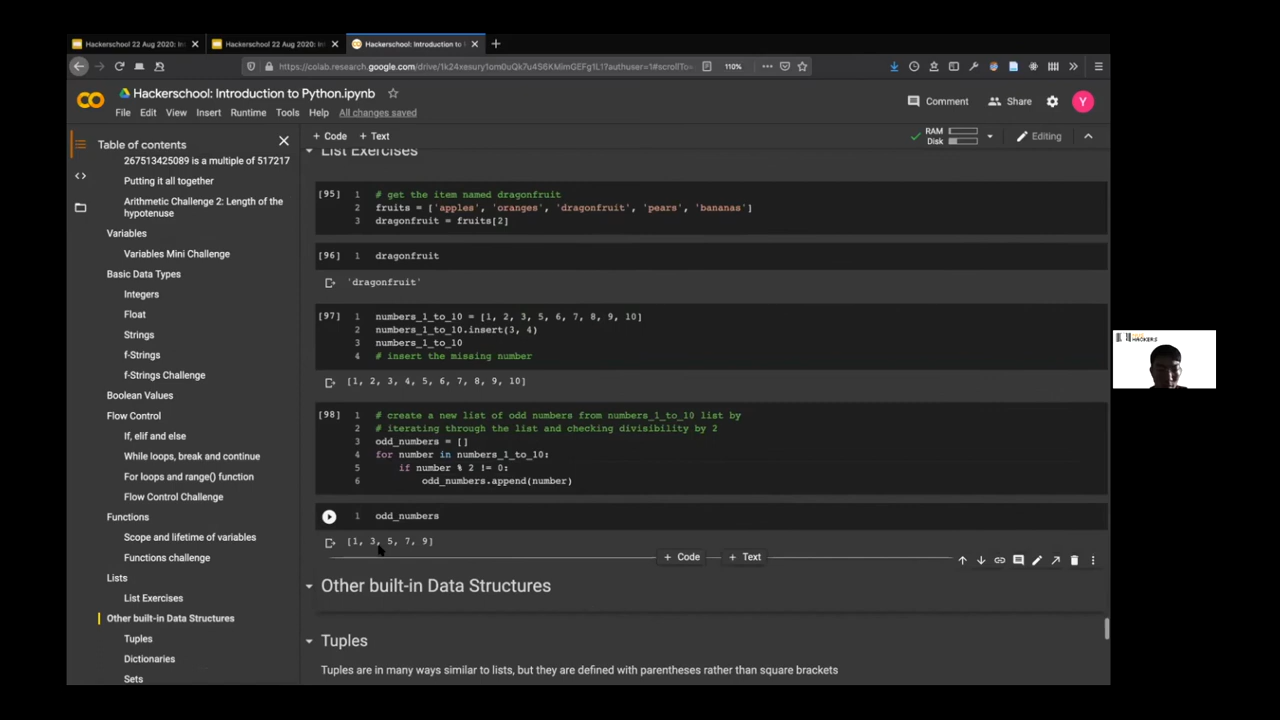 Hackerschool 22 Aug 2020: Int
Hackerschool 22 Aug 2020: Int
Hackerschool: Introduction to
110%
Hackerschool: Introduction to Python.ipynb
Comment
Share
Y
File Edit View Insert Runtime Tools Help All changes saved
+ Code + Text
RAM
Disk
Editing
Table of contents
267513425089 is a multiple of 517217
Putting it all together
Arithmetic Challenge 2: Length of the
hypotenuse
Variables
Variables Mini Challenge
Basic Data Types
Integers
Float
Strings
f-Strings
f-Strings Challenge
Boolean Values
Flow Control
If, elif and else
While loops, break and continue
For loops and range() function
Flow Control Challenge
Functions
Scope and lifetime of variables
Functions challenge
Lists
List Exercises
Other built-in Data Structures
Tuples
Dictionaries
Sets
List Exercises
[95] 1 # get the item named dragonfruit
2 fruits = ['apples', 'oranges', 'dragonfruit', 'pears', 'bananas']
3 dragonfruit = fruits[2]
[96] 1 dragonfruit
'dragonfruit'
[97] 1 numbers_1_to_10 = [1, 2, 3, 5, 6, 7, 8, 9, 10]
2 numbers_1_to_10.insert(3, 4)
3 numbers_1_to_10
4 # insert the missing number
[1, 2, 3, 4, 5, 6, 7, 8, 9, 10]
[98] 1 # create a new list of odd numbers from numbers_1_to_10 list by
2 # iterating through the list and checking divisibility by 2
3 odd_numbers = []
4 for number in numbers_1_to_10:
5 if number % 2 != 0:
6 odd_numbers.append(number)
1 odd_numbers
[1, 3, 5, 7, 9]
+ Code + Text
Other built-in Data Structures
Tuples
Tuples are in many ways similar to lists, but they are defined with parentheses rather than square brackets
HACKERS